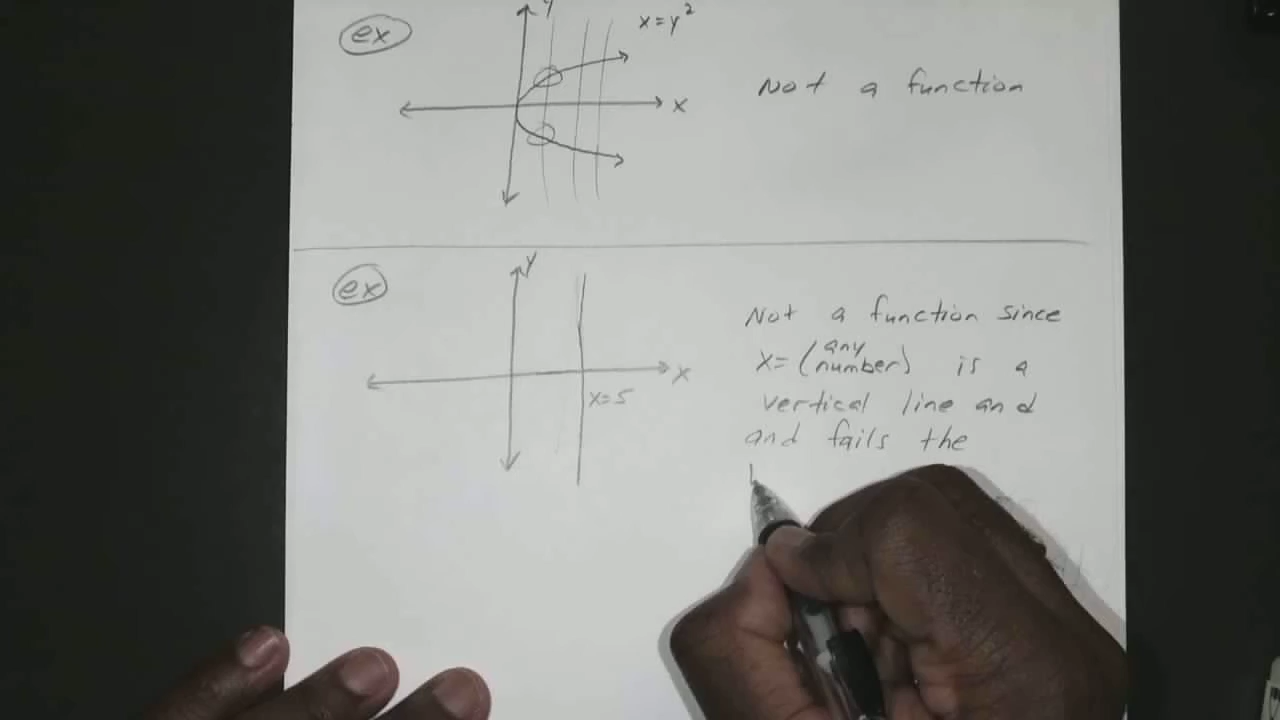 ex
y
x = y²
x
Not a function
ex
y
x
x=5
Not a function since
x= (any number) is a
vertical line and
and fails the